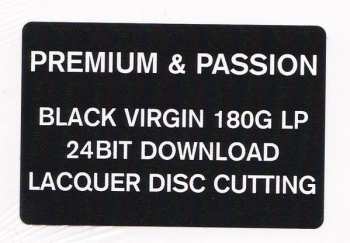 PREMIUM & PASSION
BLACK VIRGIN 180G LP
24BIT DOWNLOAD
LACQUER DISC CUTTING